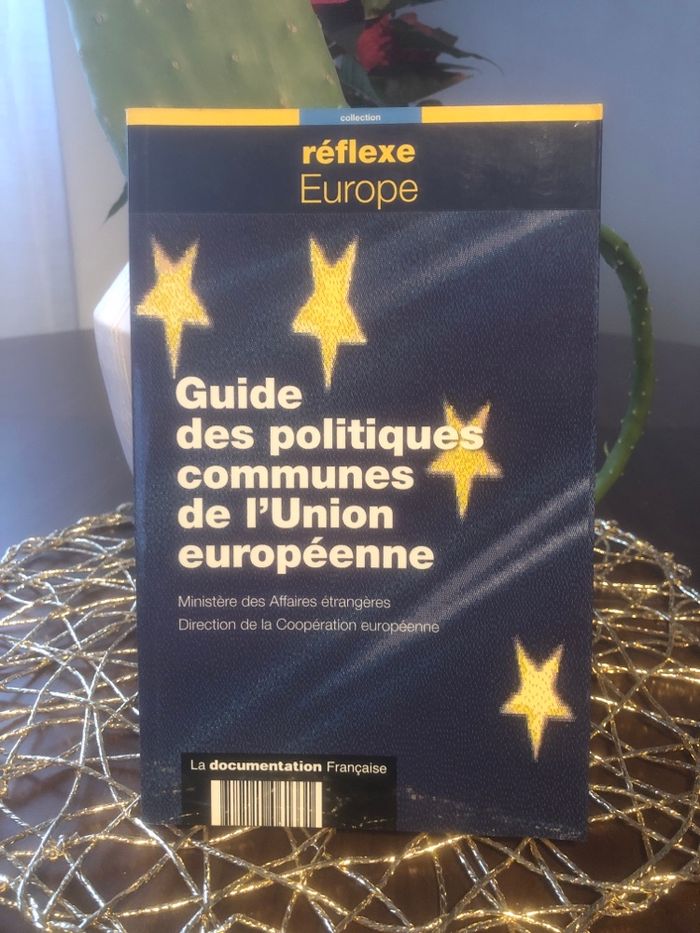 collection
réflexe
Europe
Guide
des politiques
communes
de l'Union
européenne
Ministère des Affaires étrangères
Direction de la Coopération européenne
La documentation Française